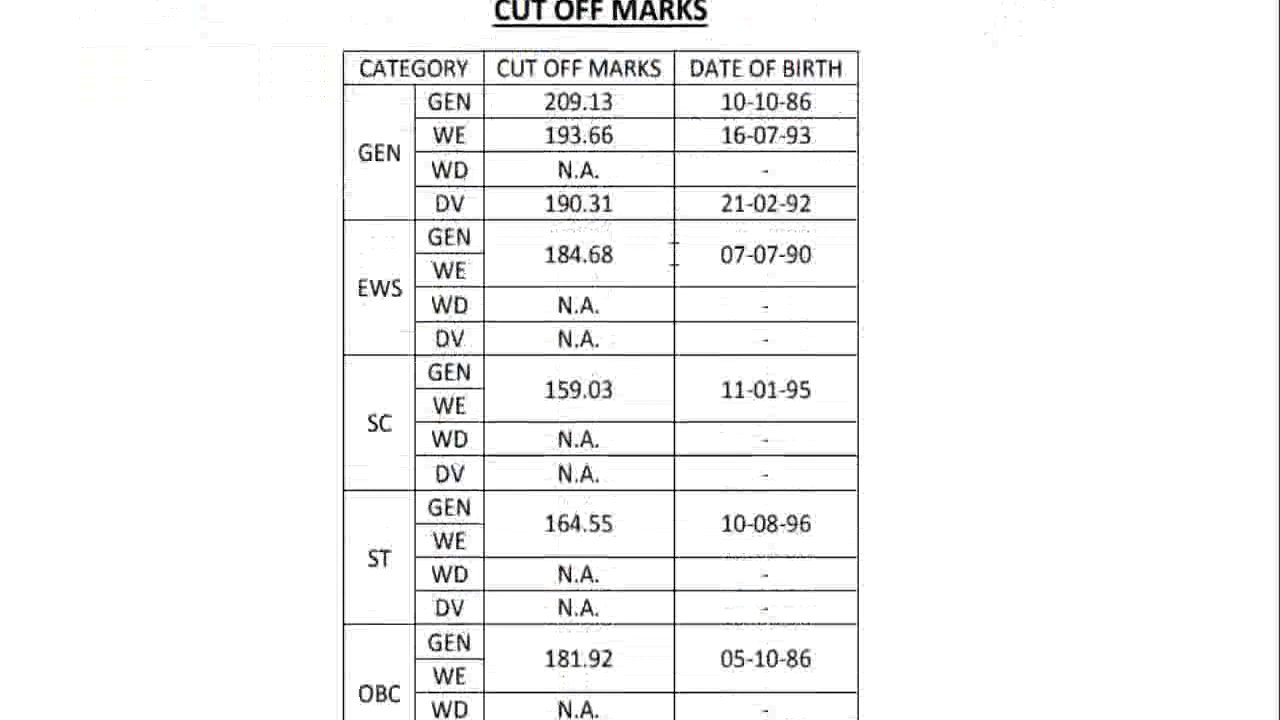 CUT OFF MARKS
CATEGORY CUT OFF MARKS DATE OF BIRTH
GEN GEN 209.13 10-10-86
WE 193.66 16-07-93
WD N.A. -
DV 190.31 21-02-92
EWS GEN 184.68 07-07-90
WE
WD N.A. -
DV N.A. -
SC GEN 159.03 11-01-95
WE
WD N.A. -
DV N.A. -
ST GEN 164.55 10-08-96
WE
WD N.A. -
DV N.A. -
OBC GEN 181.92 05-10-86
WE
WD N.A. -